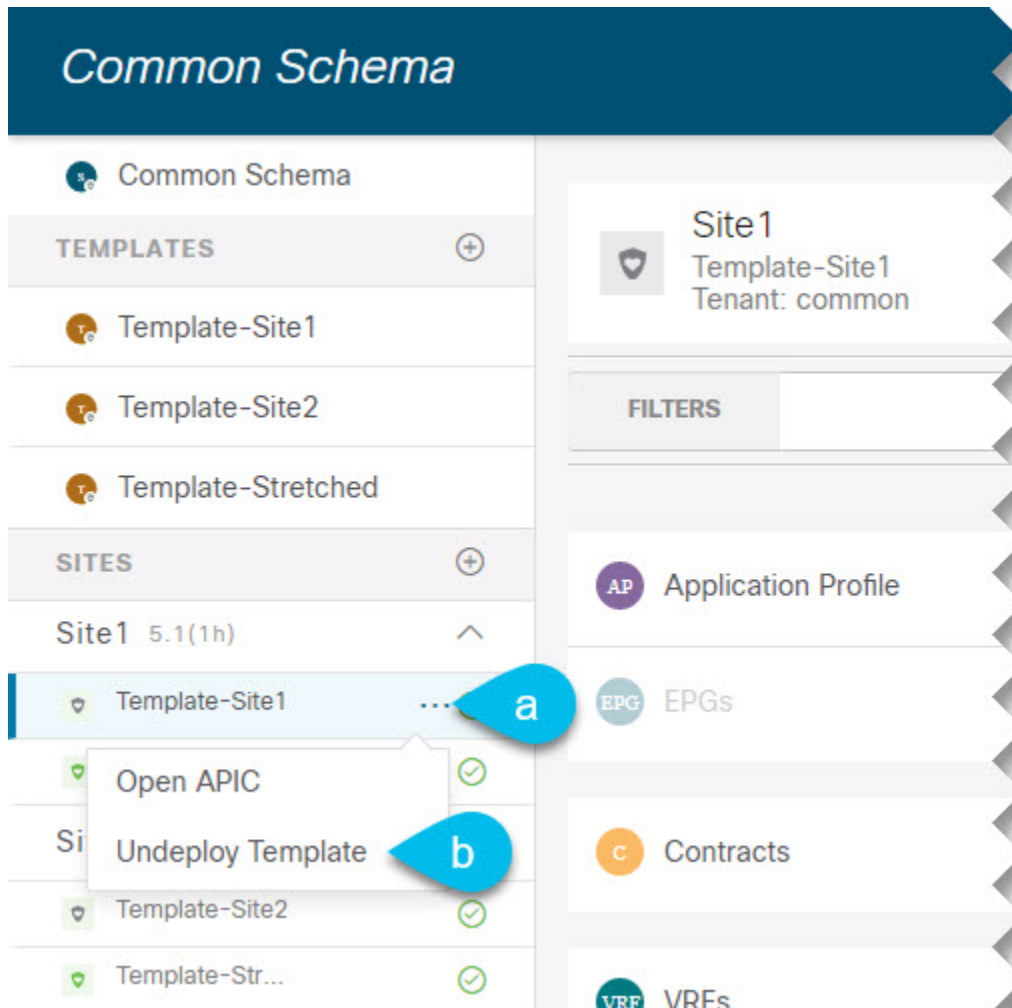 Common Schema
S
Common Schema
TEMPLATES
T
Template-Site1
T
Template-Site2
T
Template-Stretched
SITES
Site1 5.1(1h)
Template-Site1 ... a
Open APIC
Si
Undeploy Template b
Template-Site2
Template-Str...
Site1
Template-Site1
Tenant: common
FILTERS
AP
Application Profile
EPG
EPGs
C
Contracts
VRF
VRFs